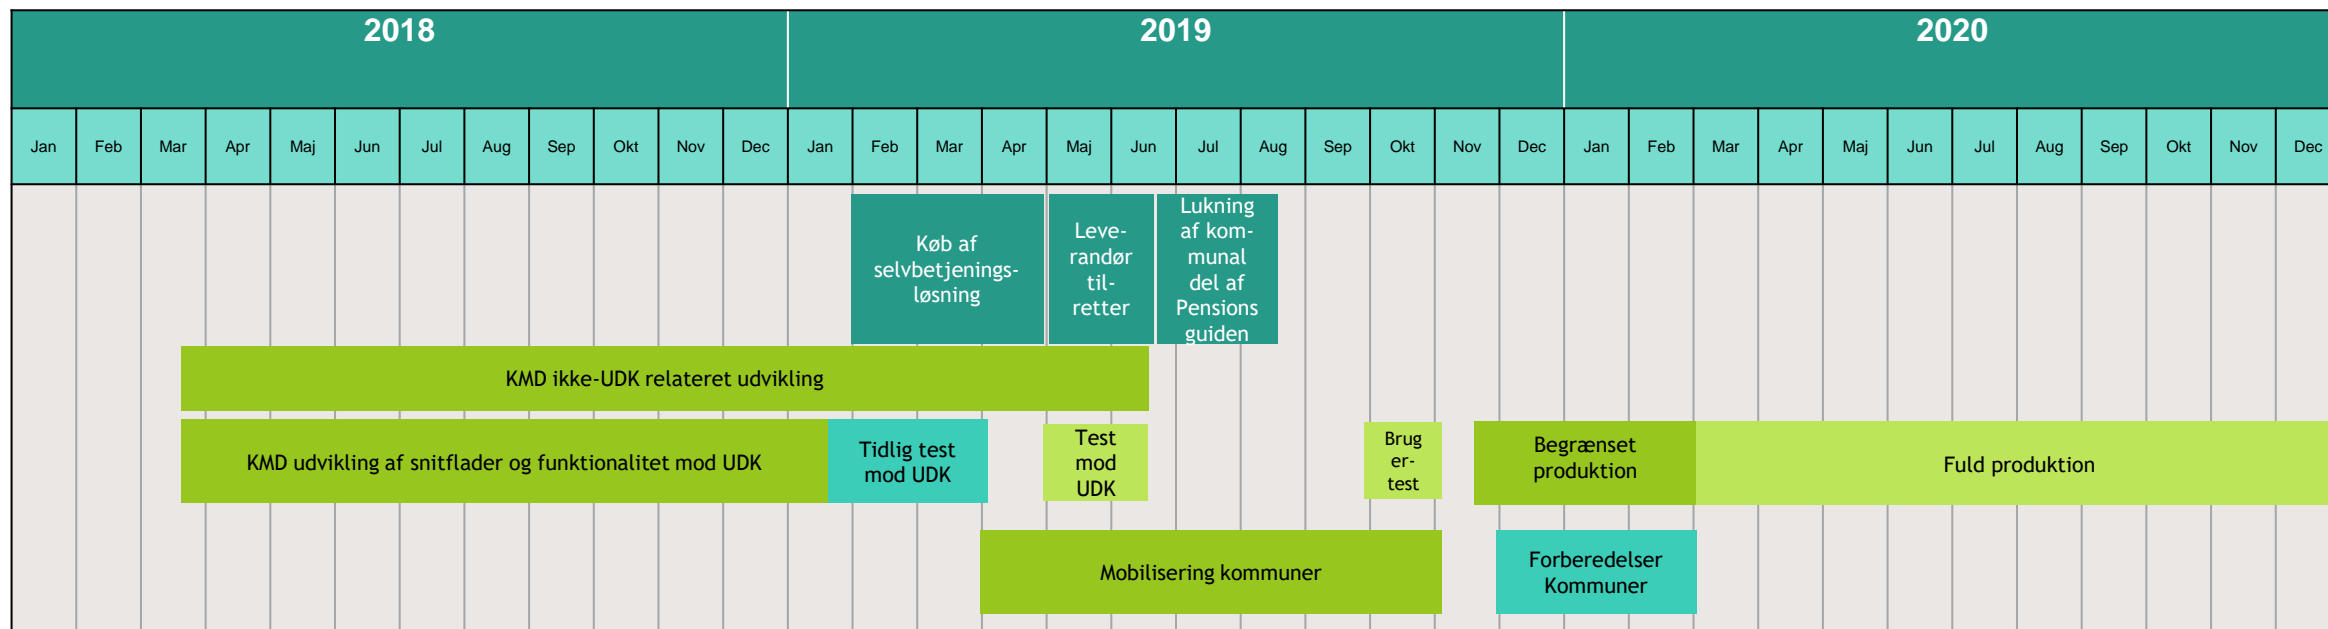 2018 2019 2020
Jan Feb Mar Apr Maj Jun Jul Aug Sep Okt Nov Dec Jan Feb Mar Apr Maj Jun Jul Aug Sep Okt Nov Dec Jan Feb Mar Apr Maj Jun Jul Aug Sep Okt Nov Dec
Køb af
selvbetjenings-
løsning
Leve-
randør
til-
retter
Lukning
af kom-
munal
del af
Pensions
guiden
KMD ikke-UDK relateret udvikling
KMD udvikling af snitflader og funktionalitet mod UDK
Tidlig test
mod UDK
Test
mod
UDK
Brug
er-
test
Begrænset
produktion
Fuld produktion
Mobilisering kommuner
Forberedelser
Kommuner